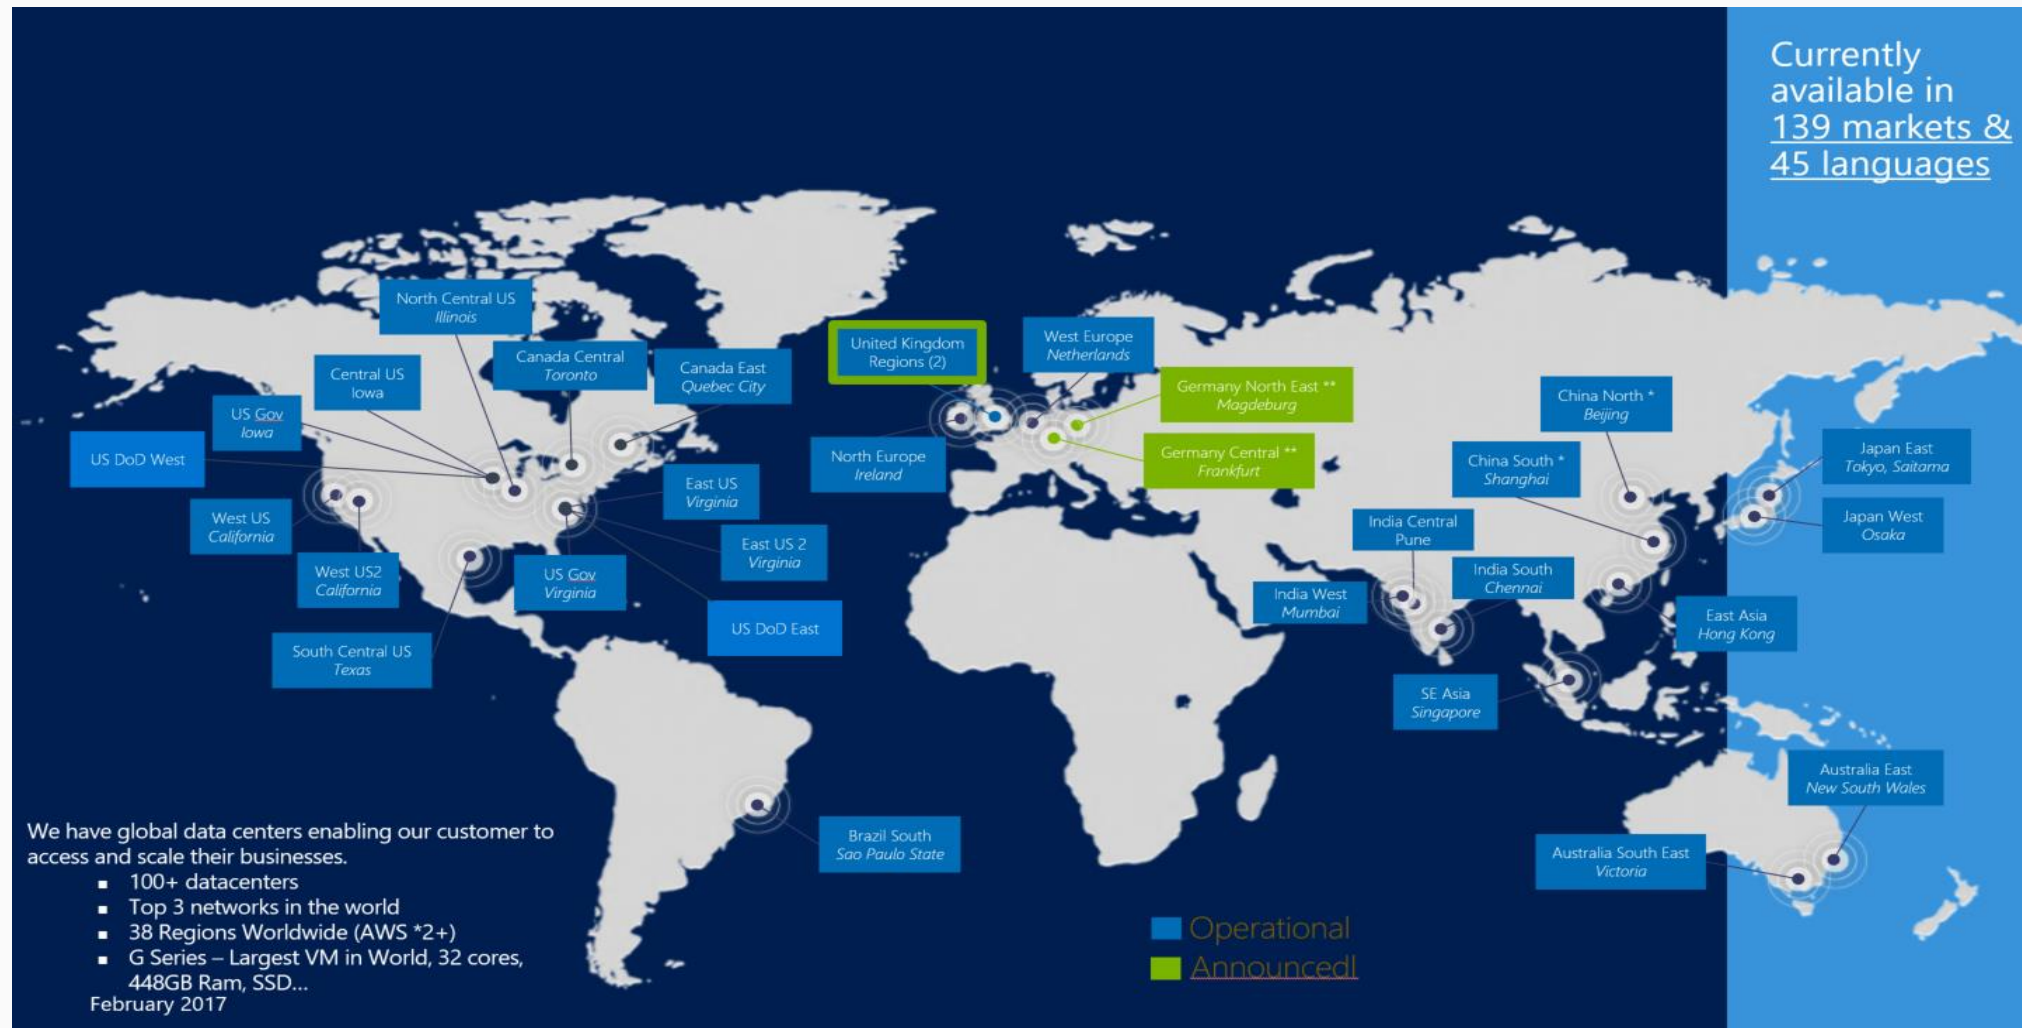 Currently
available in
139 markets &
45 languages
North Central US
Illinois
Central US
Iowa
US Gov
Iowa
US DoD West
West US
California
West US2
California
South Central US
Texas
Canada Central
Toronto
Canada East
Quebec City
East US
Virginia
East US 2
Virginia
US Gov
Virginia
US DoD East
Brazil South
Sao Paulo State
United Kingdom
Regions (2)
West Europe
Netherlands
North Europe
Ireland
Germany North East **
Magdeburg
Germany Central **
Frankfurt
China North *
Beijing
China South *
Shanghai
Japan East
Tokyo, Saitama
Japan West
Osaka
India Central
Pune
India South
Chennai
India West
Mumbai
East Asia
Hong Kong
SE Asia
Singapore
Australia East
New South Wales
Australia South East
Victoria
We have global data centers enabling our customer to
access and scale their businesses.
▪ 100+ datacenters
▪ Top 3 networks in the world
▪ 38 Regions Worldwide (AWS *2+)
▪ G Series – Largest VM in World, 32 cores,
448GB Ram, SSD...
February 2017
Operational
Announcedl